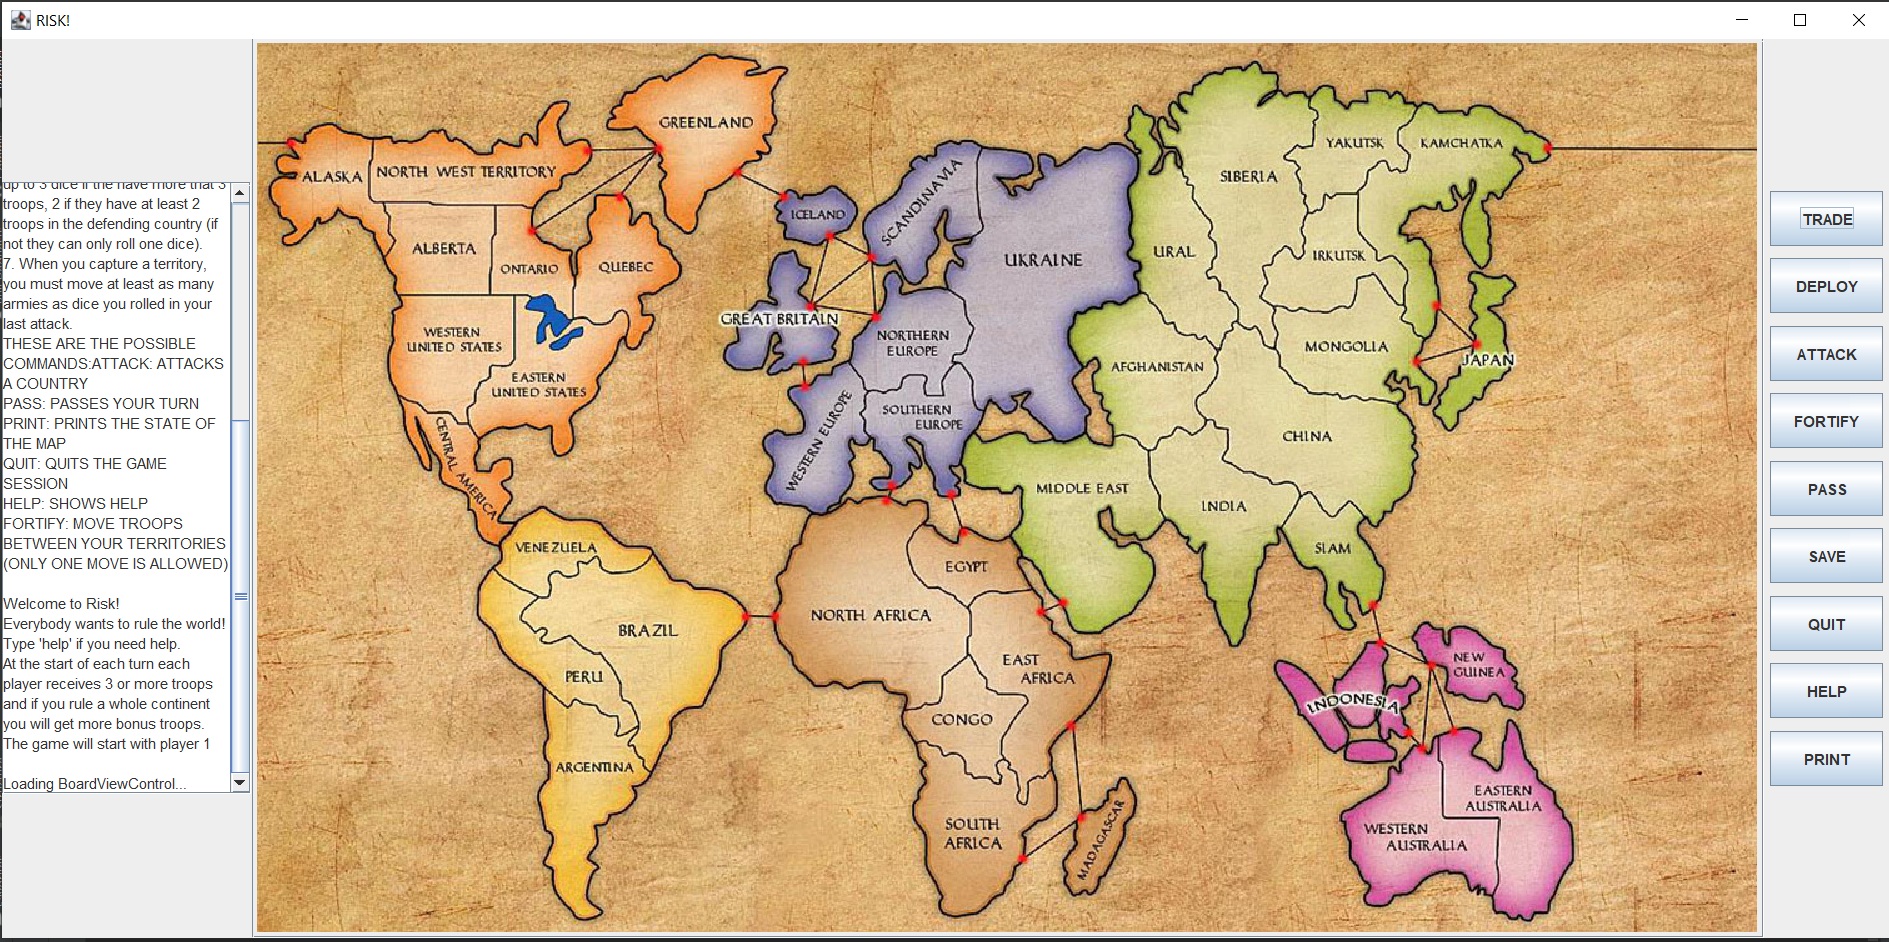 RISK!
up to 3 dice if the have more that 3
troops, 2 if they have at least 2
troops in the defending country (if
not they can only roll one dice).
7. When you capture a territory,
you must move at least as many
armies as dice you rolled in your
last attack.
THESE ARE THE POSSIBLE
COMMANDS:ATTACK: ATTACKS
A COUNTRY
PASS: PASSES YOUR TURN
PRINT: PRINTS THE STATE OF
THE MAP
QUIT: QUITS THE GAME
SESSION
HELP: SHOWS HELP
FORTIFY: MOVE TROOPS
BETWEEN YOUR TERRITORIES
(ONLY ONE MOVE IS ALLOWED)
Welcome to Risk!
Everybody wants to rule the world!
Type 'help' if you need help.
At the start of each turn each
player receives 3 or more troops
and if you rule a whole continent
you will get more bonus troops.
The game will start with player 1
Loading BoardViewControl...
GREENLAND
ALASKA
NORTH WEST TERRITORY
ALBERTA
ONTARIO
QUEBEC
WESTERN
UNITED STATES
EASTERN
UNITED STATES
CENTRAL AMERICA
VENEZUELA
BRAZIL
PERU
ARGENTINA
ICELAND
SCANDINAVIA
UKRAINE
GREAT BRITAIN
NORTHERN
EUROPE
WESTERN EUROPE
SOUTHERN
EUROPE
NORTH AFRICA
EGYPT
EAST
AFRICA
CONGO
SOUTH
AFRICA
MADAGASCAR
SIBERIA
YAKUTSK
KAMCHATKA
URAL
IRKUTSK
MONGOLIA
JAPAN
AFGHANISTAN
CHINA
MIDDLE EAST
INDIA
SIAM
NEW
GUINEA
INDONESIA
EASTERN
AUSTRALIA
WESTERN
AUSTRALIA
TRADE
DEPLOY
ATTACK
FORTIFY
PASS
SAVE
QUIT
HELP
PRINT